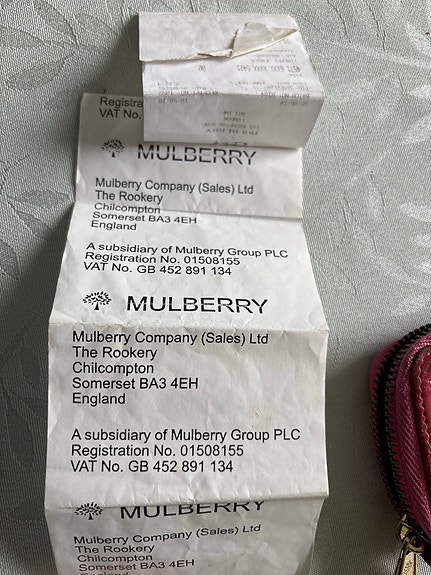 Registra
VAT No.
MULBERRY
Mulberry Company (Sales) Ltd
The Rookery
Chilcompton
Somerset BA3 4EH
England
A subsidiary of Mulberry Group PLC
Registration No. 01508155
VAT No. GB 452 891 134
MULBERRY
Mulberry Company (Sales) Ltd
The Rookery
Chilcompton
Somerset BA3 4EH
England
A subsidiary of Mulberry Group PLC
Registration No. 01508155
VAT No. GB 452 891 134
MULBERRY
Mulberry Company (Sales) Ltd
The Rookery
Chilcompton
Somerset BA3 4EH
England